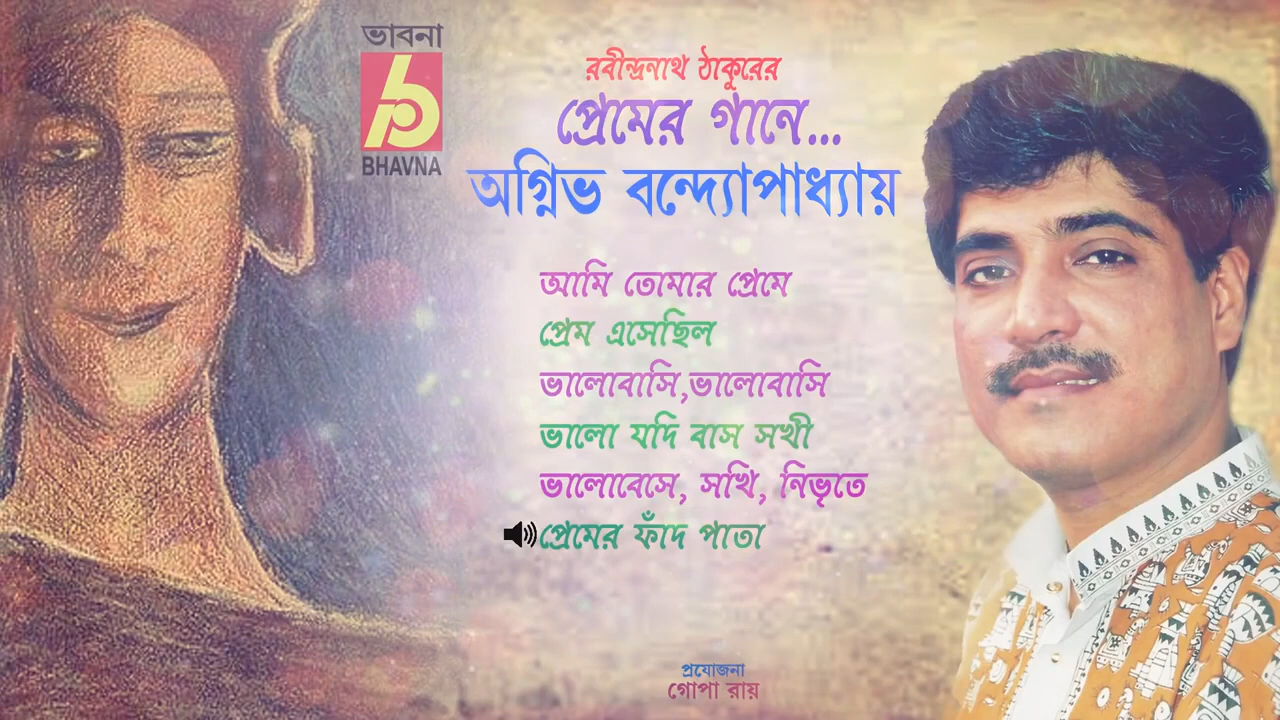 ভাবনা
BHAVNA
রবীন্দ্রনাথ ঠাকুরের
প্রেমের গানে...
অগ্নিভ বন্দ্যোপাধ্যায়
আমি তোমার প্রেমে
প্রেম এসেছিল
ভালোবাসি,ভালোবাসি
ভালো যদি বাস সখী
ভালোবেসে, সখি, নিভৃতে
প্রেমের ফাঁদ পাতা
প্রযোজনা
গোপা রায়